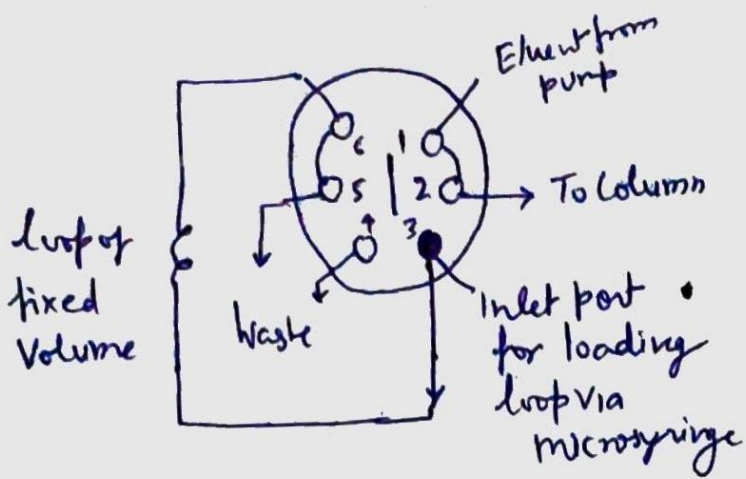 Eluent from
pump
6 1
5 2
To Column
4 3
loop of
fixed
Volume
Waste
Inlet port
for loading
loop via
microsyringe